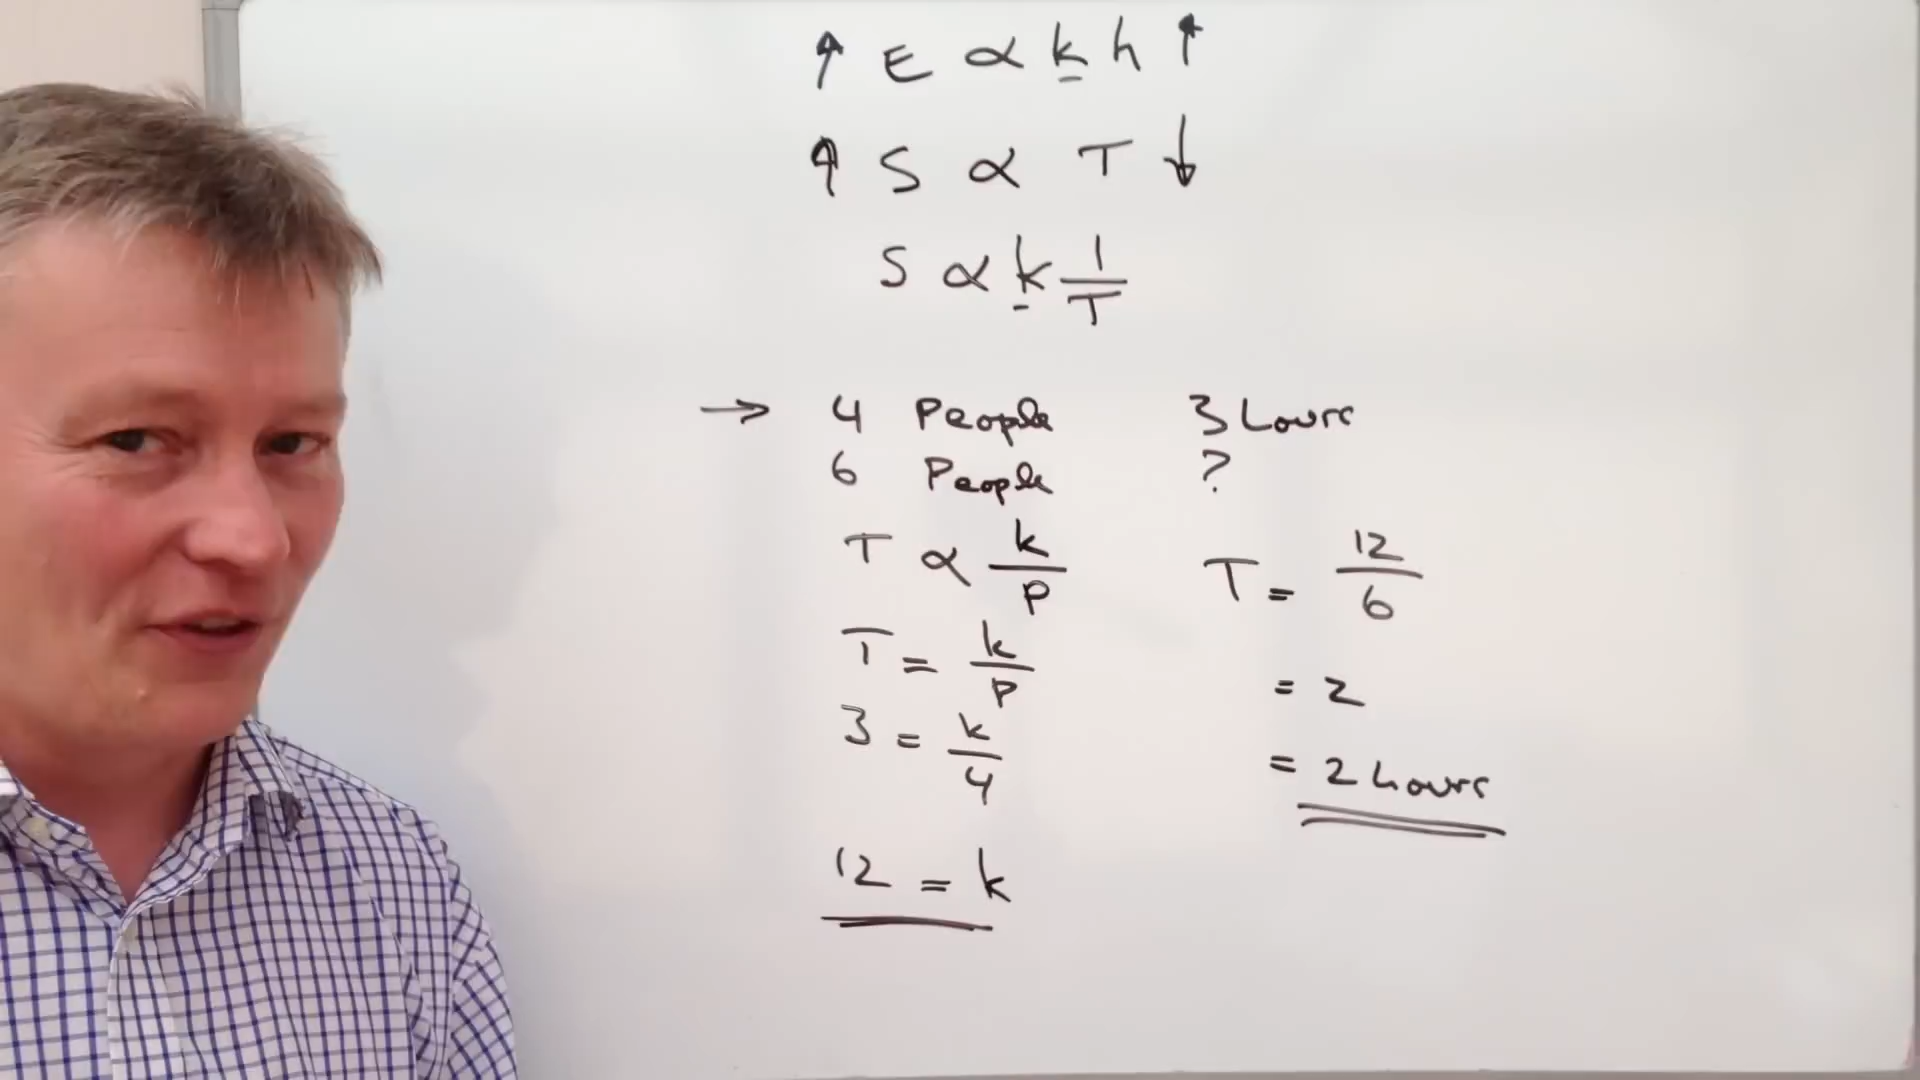 ↑ E ∝ k h ↑
↑ S ∝ T ↓
S ∝ k 1/T
→ 4 People 3 hours
6 People ?
T ∝ k/P
T = k/P
3 = k/4
12 = k
T = 12/6
= 2
= 2 hours